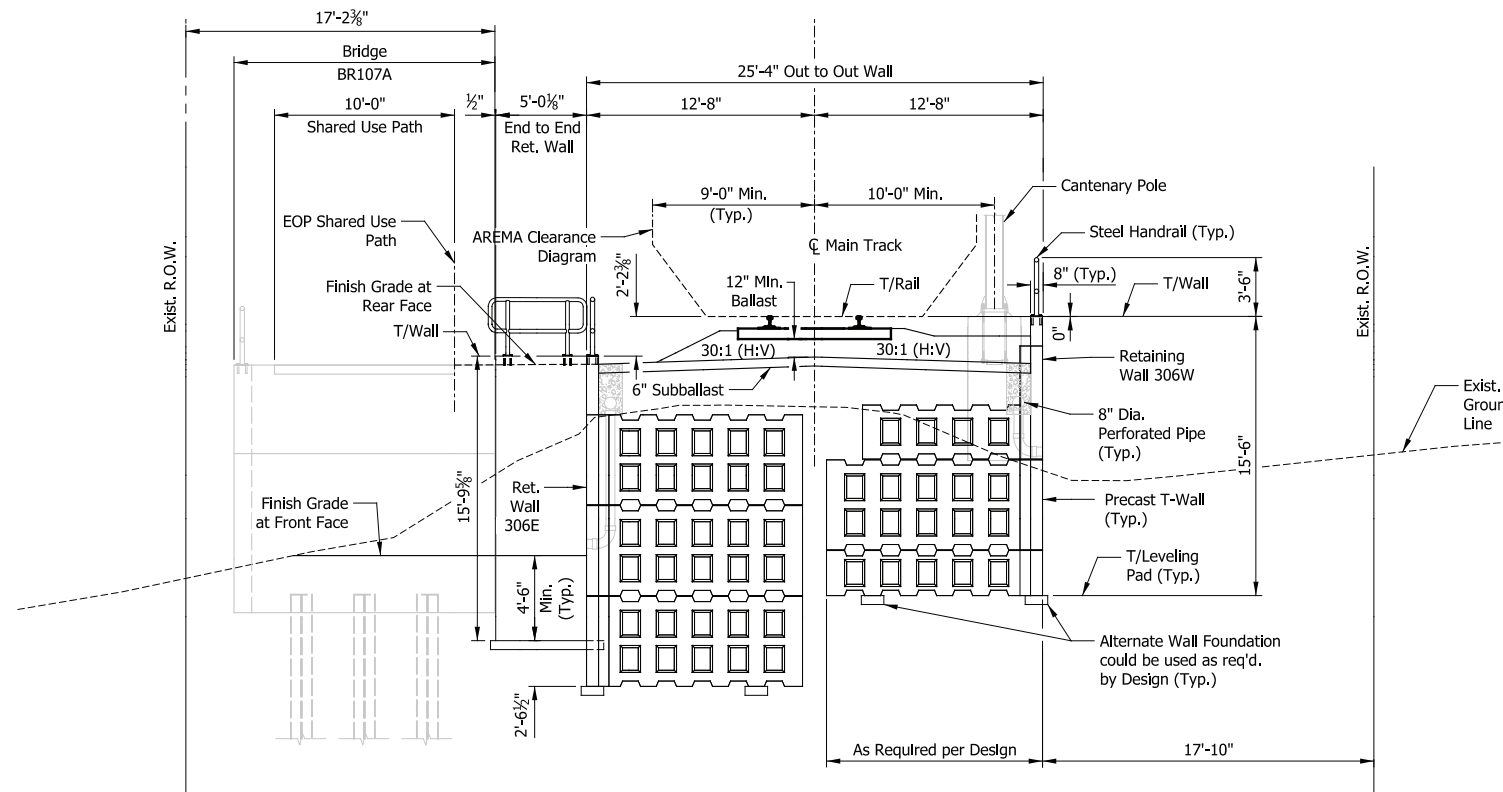 17'-2⅜"
Bridge
BR107A
25'-4" Out to Out Wall
10'-0"
Shared Use Path
½"
5'-0⅛"
End to End
Ret. Wall
12'-8"
12'-8"
9'-0" Min.
(Typ.)
10'-0" Min.
Cantenary Pole
EOP Shared Use
Path
AREMA Clearance
Diagram
℄ Main Track
Steel Handrail (Typ.)
Exist. R.O.W.
Finish Grade at
Rear Face
2'-2⅜"
12" Min.
Ballast
T/Rail
8" (Typ.)
T/Wall
3'-6"
Exist. R.O.W.
T/Wall
0"
30:1 (H:V)
30:1 (H:V)
Retaining
Wall 306W
6" Subballast
8" Dia.
Perforated Pipe
(Typ.)
Exist.
Groun
Line
15'-6"
15'-9⅝"
Finish Grade
at Front Face
Ret.
Wall
306E
Precast T-Wall
(Typ.)
4'-6"
Min.
(Typ.)
T/Leveling
Pad (Typ.)
Alternate Wall Foundation
could be used as req'd.
by Design (Typ.)
2'-6½"
As Required per Design
17'-10"